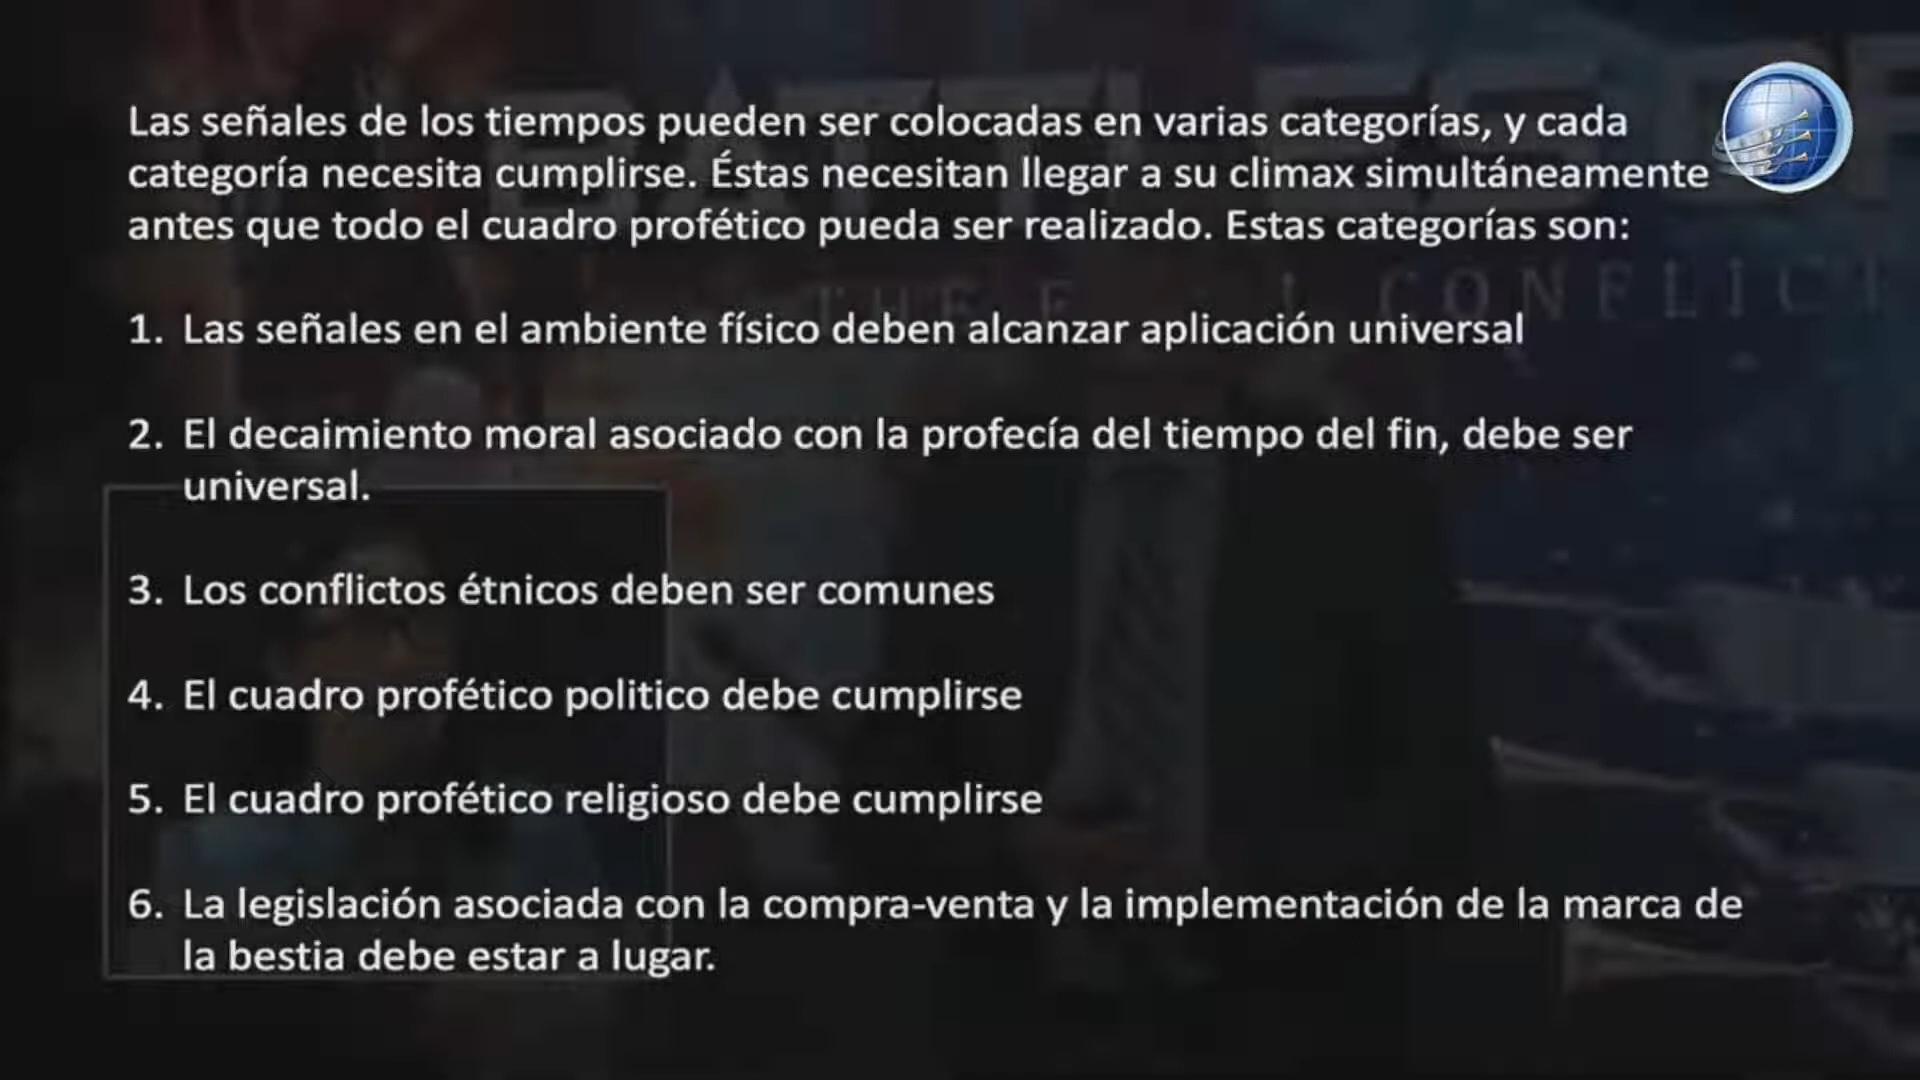 Las señales de los tiempos pueden ser colocadas en varias categorías, y cada
categoría necesita cumplirse. Éstas necesitan llegar a su climax simultáneamente
antes que todo el cuadro profético pueda ser realizado. Estas categorías son:
1. Las señales en el ambiente físico deben alcanzar aplicación universal
2. El decaimiento moral asociado con la profecía del tiempo del fin, debe ser
universal.
3. Los conflictos étnicos deben ser comunes
4. El cuadro profético politico debe cumplirse
5. El cuadro profético religioso debe cumplirse
6. La legislación asociada con la compra-venta y la implementación de la marca de
la bestia debe estar a lugar.